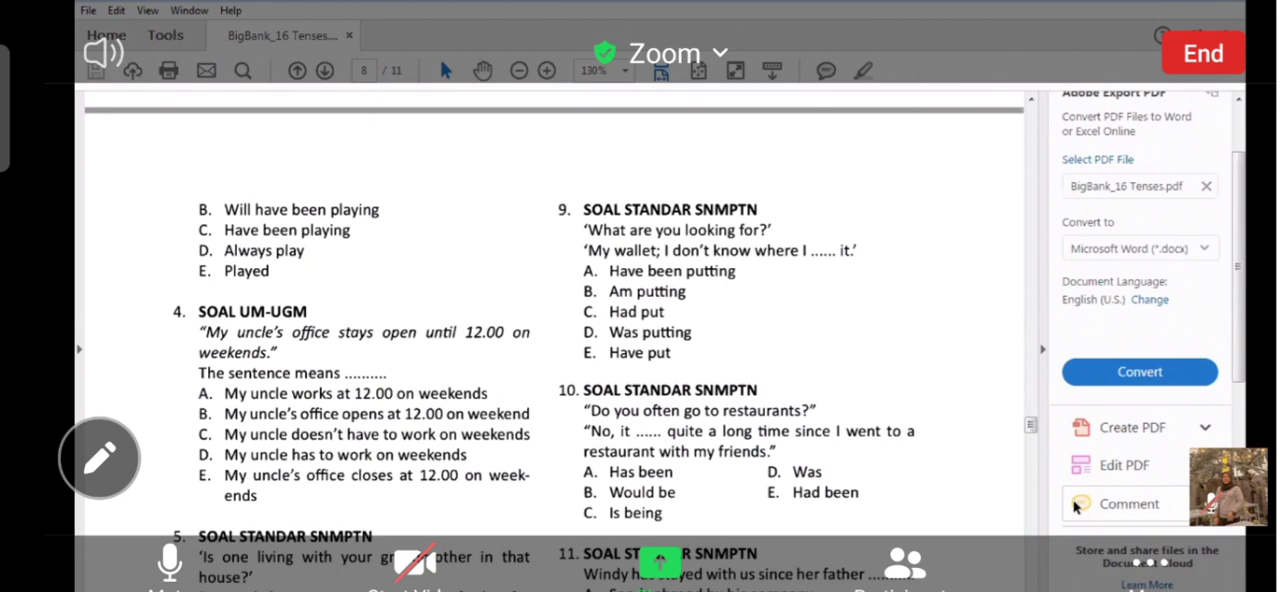 File Edit View Window Help
Home Tools BigBank_16 Tenses.... ×
Zoom
End
8 / 11
130%
B. Will have been playing
C. Have been playing
D. Always play
E. Played
4. SOAL UM-UGM
“My uncle’s office stays open until 12.00 on
weekends.”
The sentence means ..........
A. My uncle works at 12.00 on weekends
B. My uncle’s office opens at 12.00 on weekend
C. My uncle doesn’t have to work on weekends
D. My uncle has to work on weekends
E. My uncle’s office closes at 12.00 on week-
ends
5. SOAL STANDAR SNMPTN
‘Is one living with your other in that
house?’
9. SOAL STANDAR SNMPTN
‘What are you looking for?’
‘My wallet; I don’t know where I ...... it.’
A. Have been putting
B. Am putting
C. Had put
D. Was putting
E. Have put
10. SOAL STANDAR SNMPTN
“Do you often go to restaurants?”
“No, it ...... quite a long time since I went to a
restaurant with my friends.”
A. Has been D. Was
B. Would be E. Had been
C. Is being
11. SOAL SNMPTN
Windy with us since her father ..........
Adobe Export PDF
Convert PDF Files to Word
or Excel Online
Select PDF File
BigBank_16 Tenses.pdf
Convert to
Microsoft Word (*.docx)
Document Language:
English (U.S.) Change
Convert
Create PDF
Edit PDF
Comment
Store and share files in the
Document Cloud
Learn More